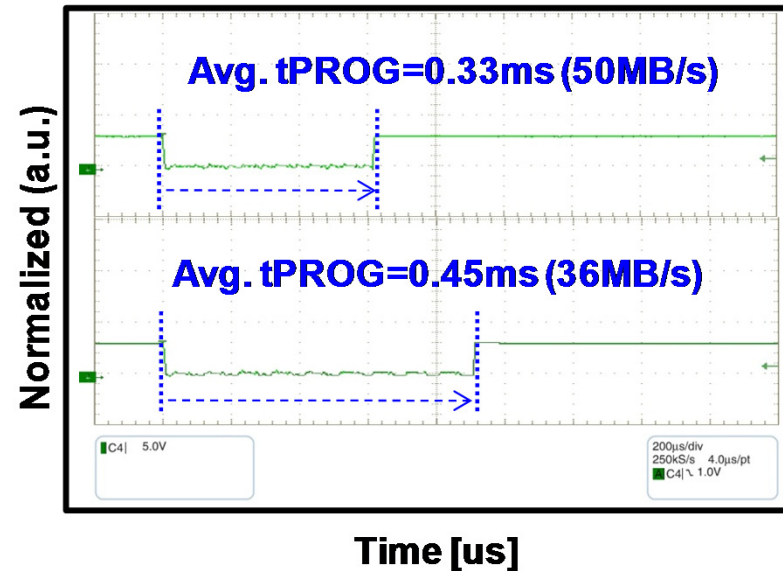 Avg. tPROG=0.33ms (50MB/s)
Normalized (a.u.)
Avg. tPROG=0.45ms (36MB/s)
C4 5.0V
200µs/div
250kS/s 4.0µs/pt
A C4 1.0V
Time [us]